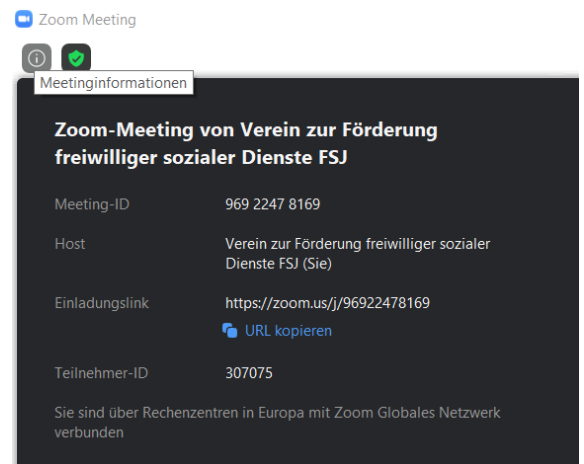 Zoom Meeting
Meetinginformationen
Zoom-Meeting von Verein zur Förderung
freiwilliger sozialer Dienste FSJ
Meeting-ID 969 2247 8169
Host Verein zur Förderung freiwilliger sozialer
Dienste FSJ (Sie)
Einladungslink https://zoom.us/j/96922478169
URL kopieren
Teilnehmer-ID 307075
Sie sind über Rechenzentren in Europa mit Zoom Globales Netzwerk
verbunden